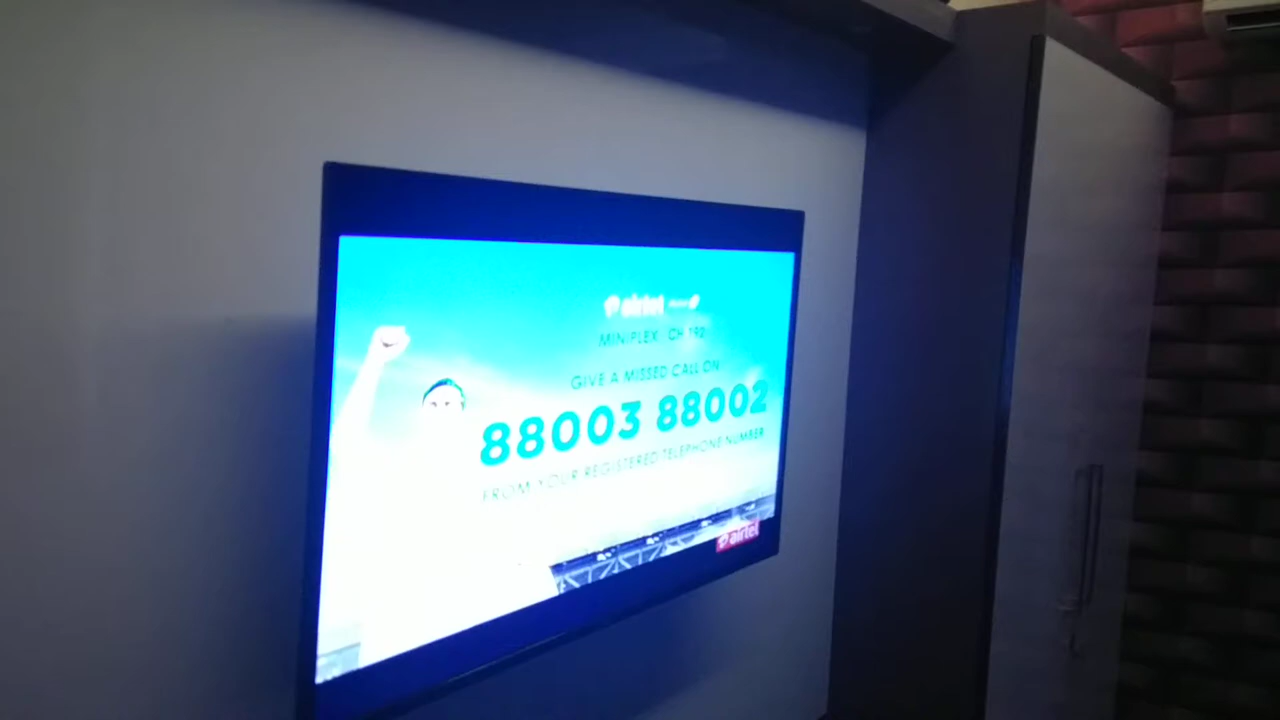 airtel
MINIPLEX CH 192
GIVE A MISSED CALL ON
88003 88002
FROM YOUR REGISTERED TELEPHONE NUMBER
airtel